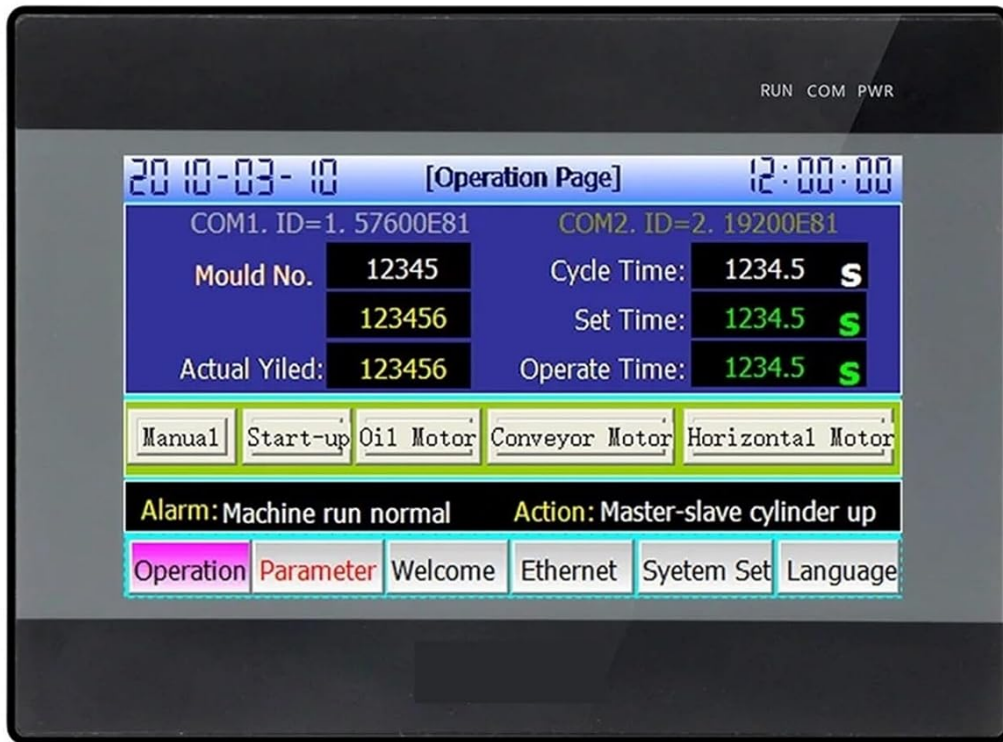 RUN COM PWR
2010-03-10 [Operation Page] 12:00:00
COM1. ID=1. 57600E81 COM2. ID=2. 19200E81
Mould No. 12345 Cycle Time: 1234.5 s
123456 Set Time: 1234.5 s
Actual Yiled: 123456 Operate Time: 1234.5 s
Manual Start-up Oil Motor Conveyor Motor Horizontal Motor
Alarm: Machine run normal Action: Master-slave cylinder up
Operation Parameter Welcome Ethernet Syetem Set Language